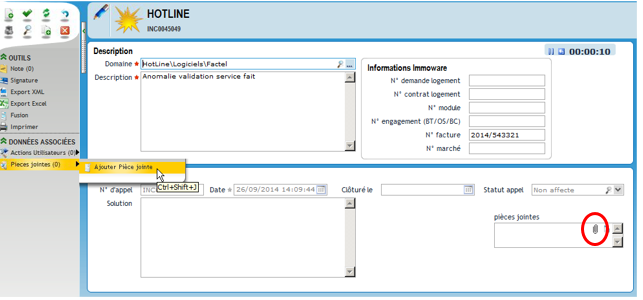 HOTLINE
INC0045049
OUTILS
Note (0)
Signature
Export XML
Export Excel
Fusion
Imprimer
DONNÉES ASSOCIÉES
Actions Utilisateurs (0)
Pieces jointes (0)
Ajouter Pièce jointe
Ctrl+Shift+J
Description
00:00:10
Domaine * HotLine\Logiciels\Factel ...
Description * Anomalie validation service fait
Informations Immoware
N° demande logement
N° contrat logement
N° module
N° engagement (BT/OS/BC)
N° facture 2014/543321
N° marché
N° d'appel INC
Date * 26/09/2014 14:09:44
Clôturé le
Statut appel Non affecte
Solution
pièces jointes